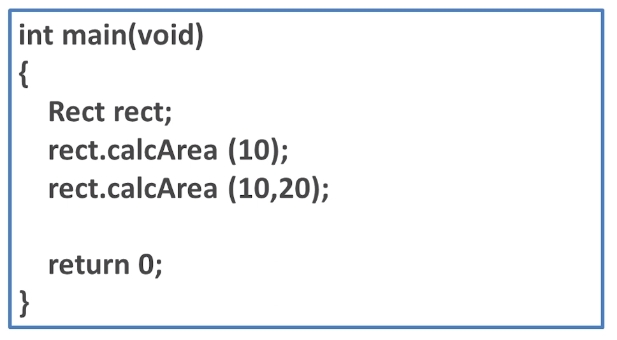 int main(void)
{
Rect rect;
rect.calcArea (10);
rect.calcArea (10,20);
return 0;
}